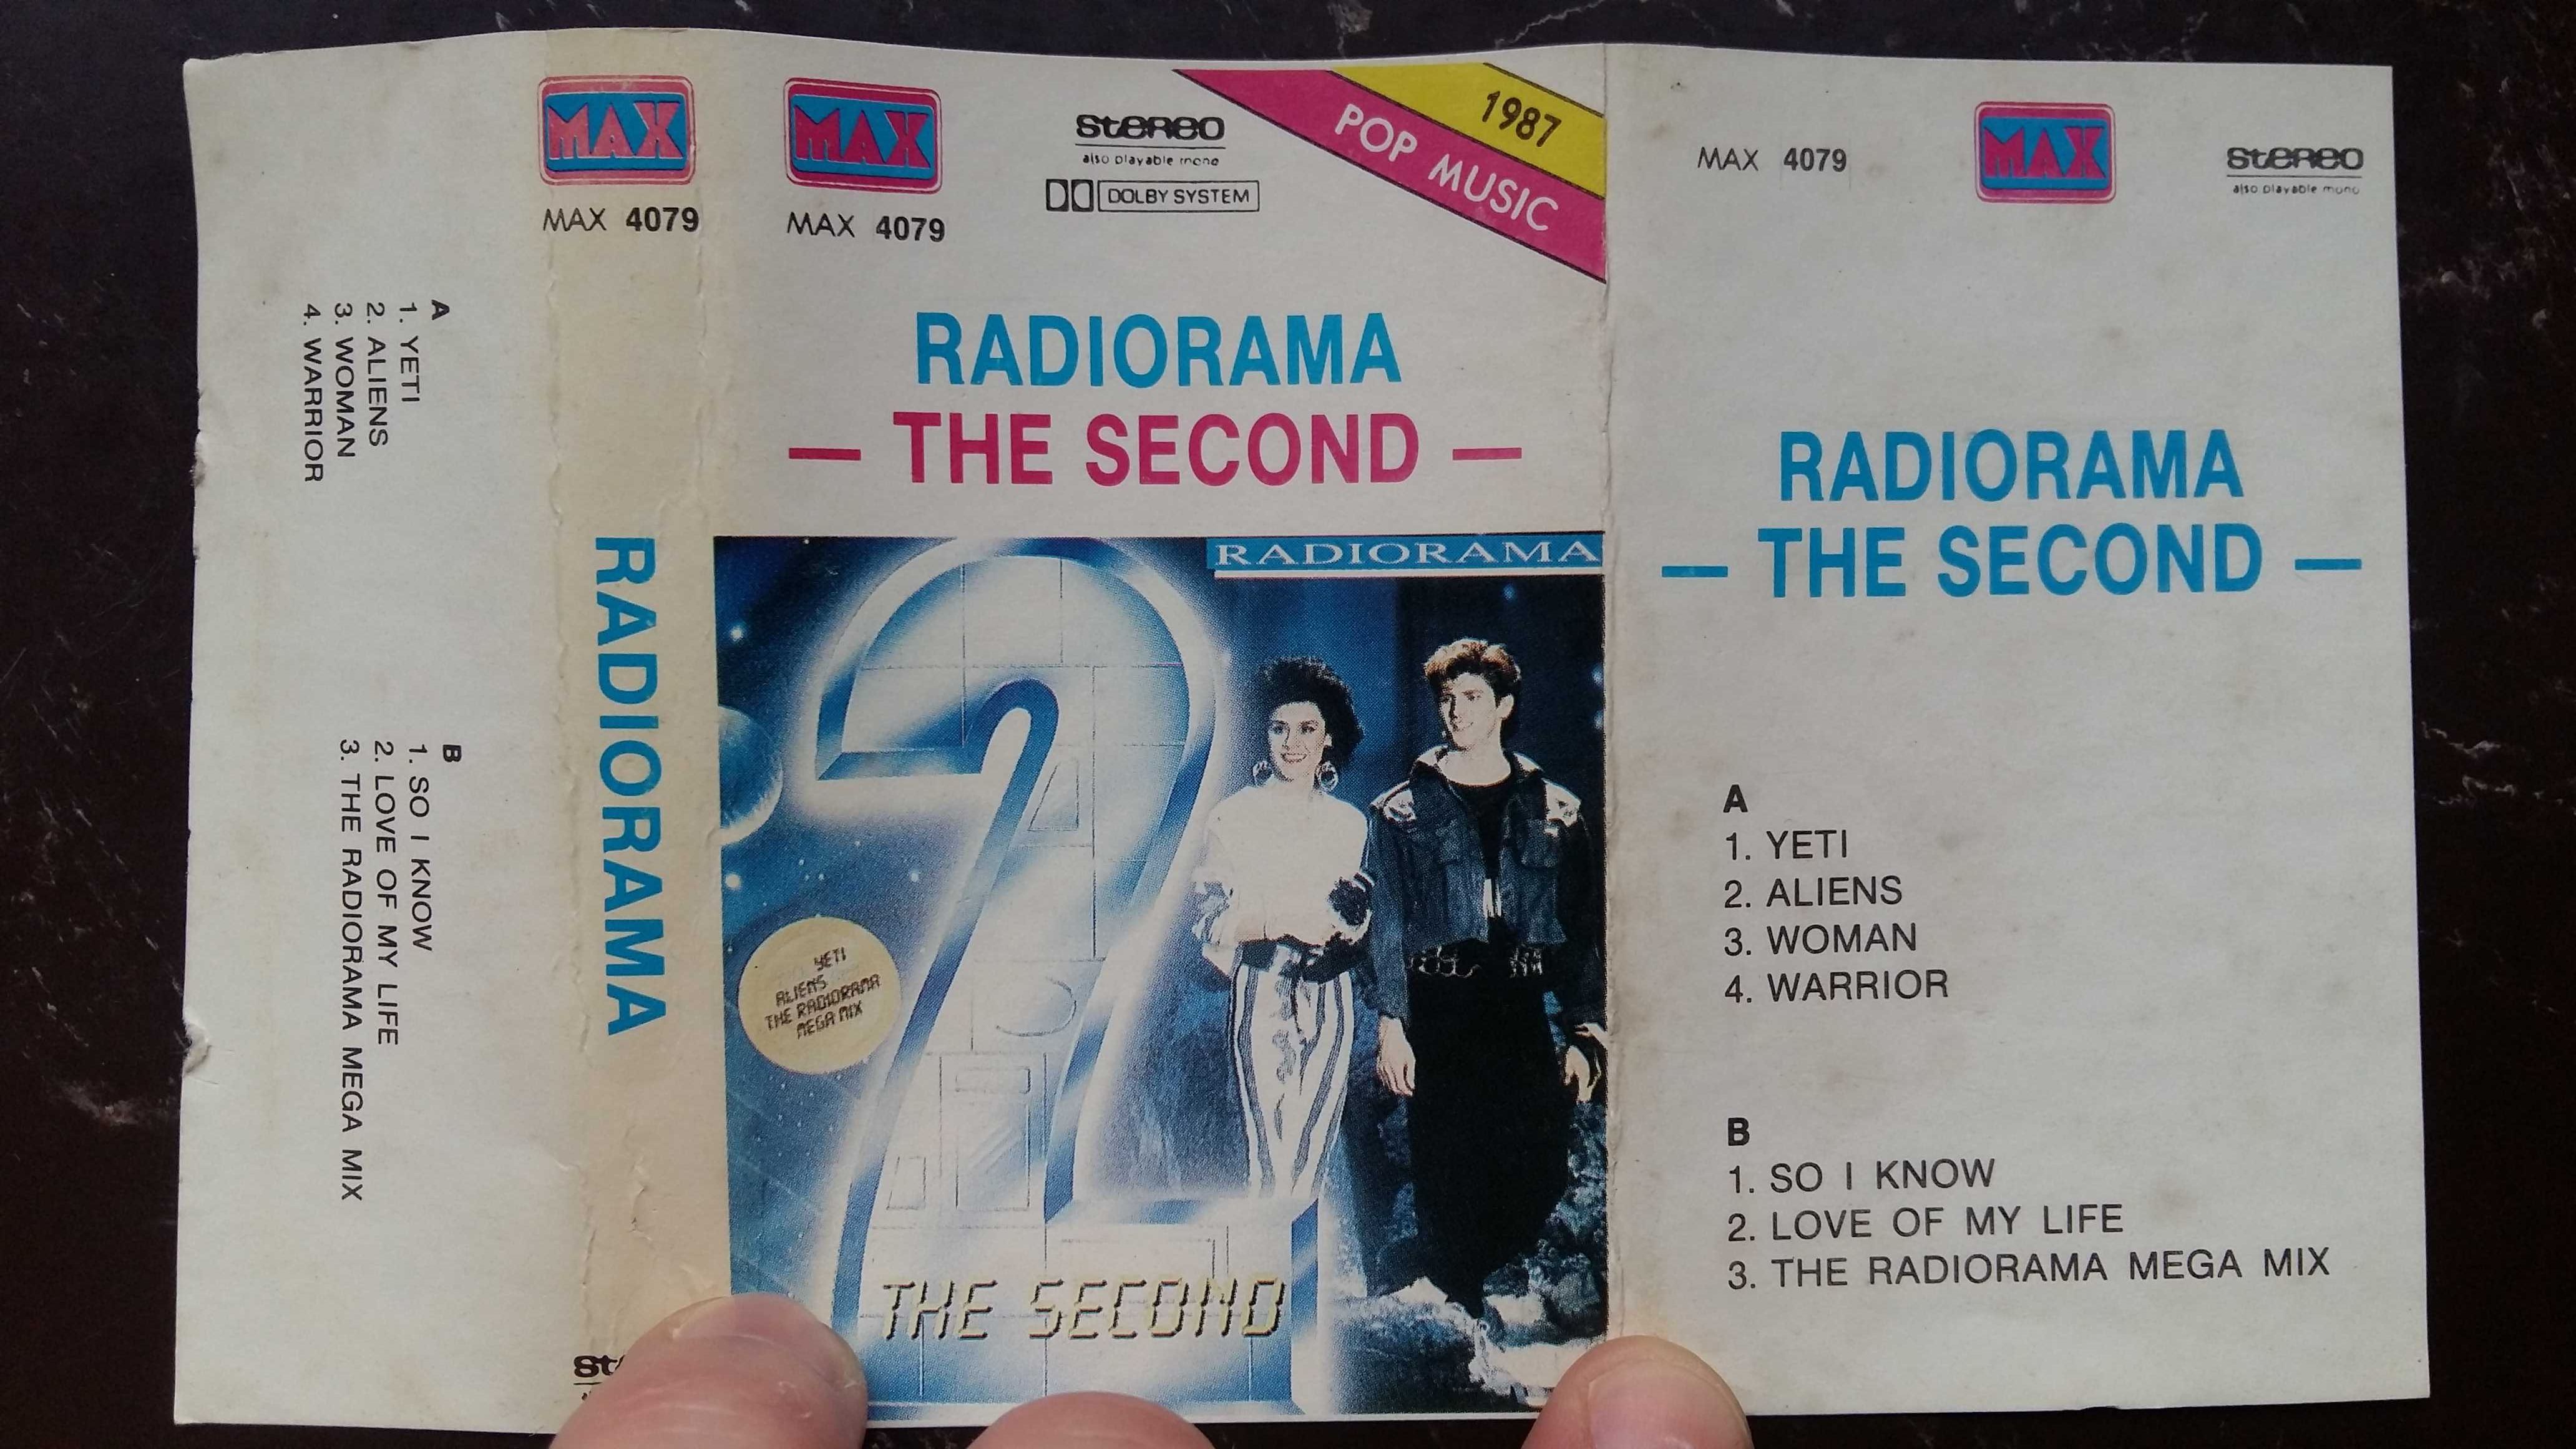 A
1. YETI
2. ALIENS
3. WOMAN
4. WARRIOR
B
1. SO I KNOW
2. LOVE OF MY LIFE
3. THE RADIORAMA MEGA MIX
MAX
MAX 4079
RADIORAMA
MAX
MAX 4079
stereo
also playable mono
DOLBY SYSTEM
1987
POP MUSIC
RADIORAMA
— THE SECOND —
RADIORAMA
YETI
ALIENS
THE RADIORAMA
MEGA MIX
THE SECOND
MAX 4079
MAX
stereo
also playable mono
RADIORAMA
— THE SECOND —
A
1. YETI
2. ALIENS
3. WOMAN
4. WARRIOR
B
1. SO I KNOW
2. LOVE OF MY LIFE
3. THE RADIORAMA MEGA MIX